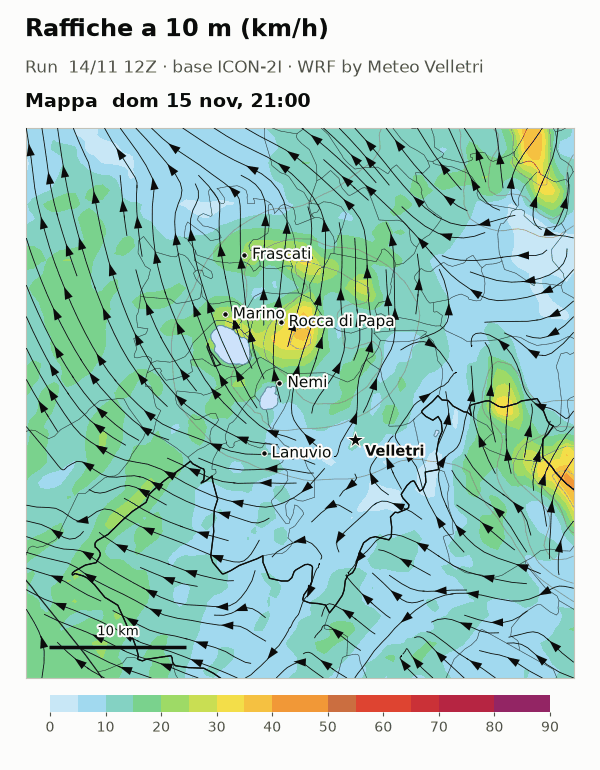 Raffiche a 10 m (km/h)
Run  14/11 12Z · base ICON-2I · WRF by Meteo Velletri
Mappa  dom 15 nov, 21:00
Frascati
Marino
Rocca di Papa
Nemi
Velletri
Lanuvio
10 km
0 10 20 30 40 50 60 70 80 90